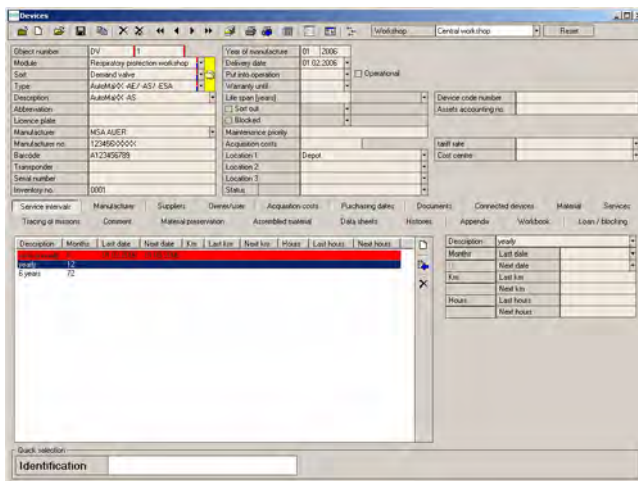 Devices
Workshop Central workshop Reset
Object number DV 1 Year of manufacture 01 2006
Module Respiratory protection workshop Delivery date 01.02.2006
Sort Demand valve Put into operation Operational
Type AutoMaXX-AE/-AS/-ESA Warranty until
Description AutoMaXX-AS Life span [years] Device code number
Abbreviation Sort out Assets accounting no.
Licence plate Blocked
Manufacturer MSA AUER Maintenance priority
Manufacturer no. Acquisition costs tariff rate
Barcode A123456789 Location 1 Depot Cost centre
Transponder Location 2
Serial number Location 3
Inventory no. 0001 Status
Service intervals Manufacturer Suppliers Owner/user Acquisition costs Purchasing dates Documents Connected devices Material Services
Tracing of missions Comment Material preservation Assembled material Data sheets Histories Appendix Workbook Loan / blocking
Description Months Last date Next date Km Last km Next km Hours Last hours Next hours
yearly 12
6 years 72
Description yearly
Months Last date
Next date
Km Last km
Next km
Hours Last hours
Next hours
Quick selection
Identification